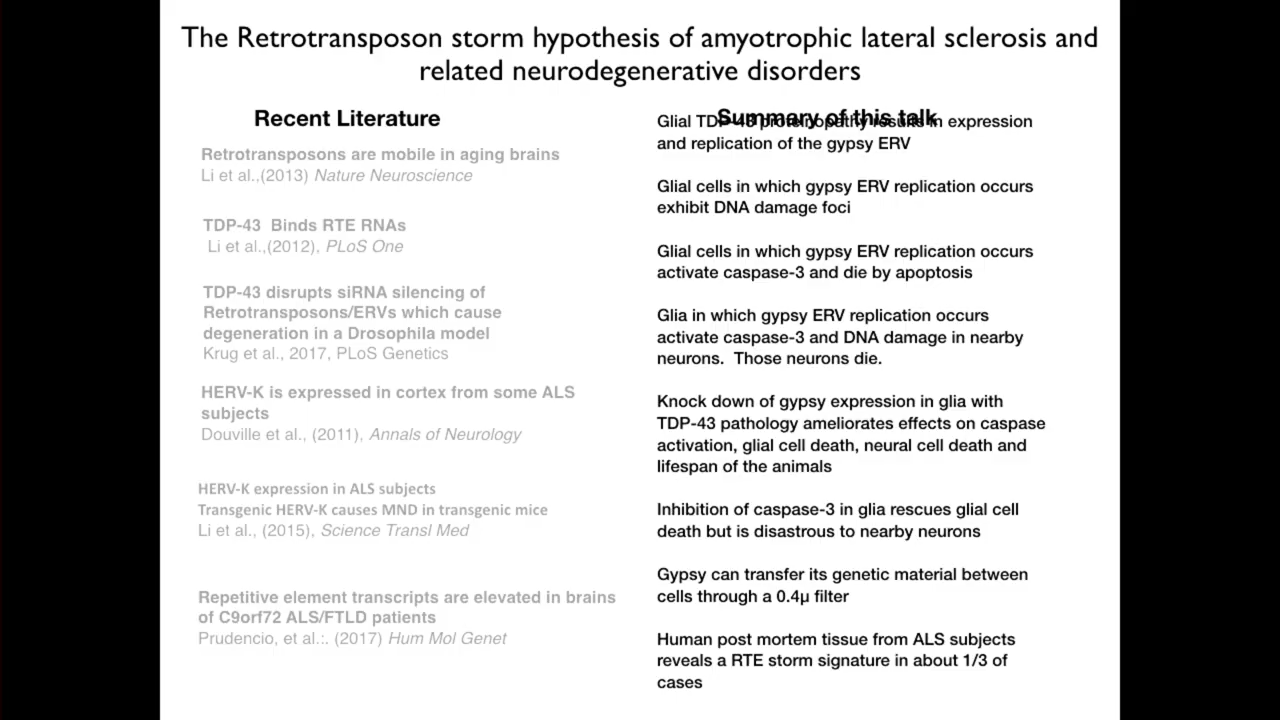 The Retrotransposon storm hypothesis of amyotrophic lateral sclerosis and
related neurodegenerative disorders
Recent Literature
Retrotransposons are mobile in aging brains
Li et al.,(2013) Nature Neuroscience
TDP-43 Binds RTE RNAs
Li et al.,(2012), PLoS One
TDP-43 disrupts siRNA silencing of
Retrotransposons/ERVs which cause
degeneration in a Drosophila model
Krug et al., 2017, PLoS Genetics
HERV-K is expressed in cortex from some ALS
subjects
Douville et al., (2011), Annals of Neurology
HERV-K expression in ALS subjects
Transgenic HERV-K causes MND in transgenic mice
Li et al., (2015), Science Transl Med
Repetitive element transcripts are elevated in brains
of C9orf72 ALS/FTLD patients
Prudencio, et al.:. (2017) Hum Mol Genet
Summary of this talk
Glial TDP-43 proteinopathy results in expression
and replication of the gypsy ERV
Glial cells in which gypsy ERV replication occurs
exhibit DNA damage foci
Glial cells in which gypsy ERV replication occurs
activate caspase-3 and die by apoptosis
Glia in which gypsy ERV replication occurs
activate caspase-3 and DNA damage in nearby
neurons. Those neurons die.
Knock down of gypsy expression in glia with
TDP-43 pathology ameliorates effects on caspase
activation, glial cell death, neural cell death and
lifespan of the animals
Inhibition of caspase-3 in glia rescues glial cell
death but is disastrous to nearby neurons
Gypsy can transfer its genetic material between
cells through a 0.4µ filter
Human post mortem tissue from ALS subjects
reveals a RTE storm signature in about 1/3 of
cases